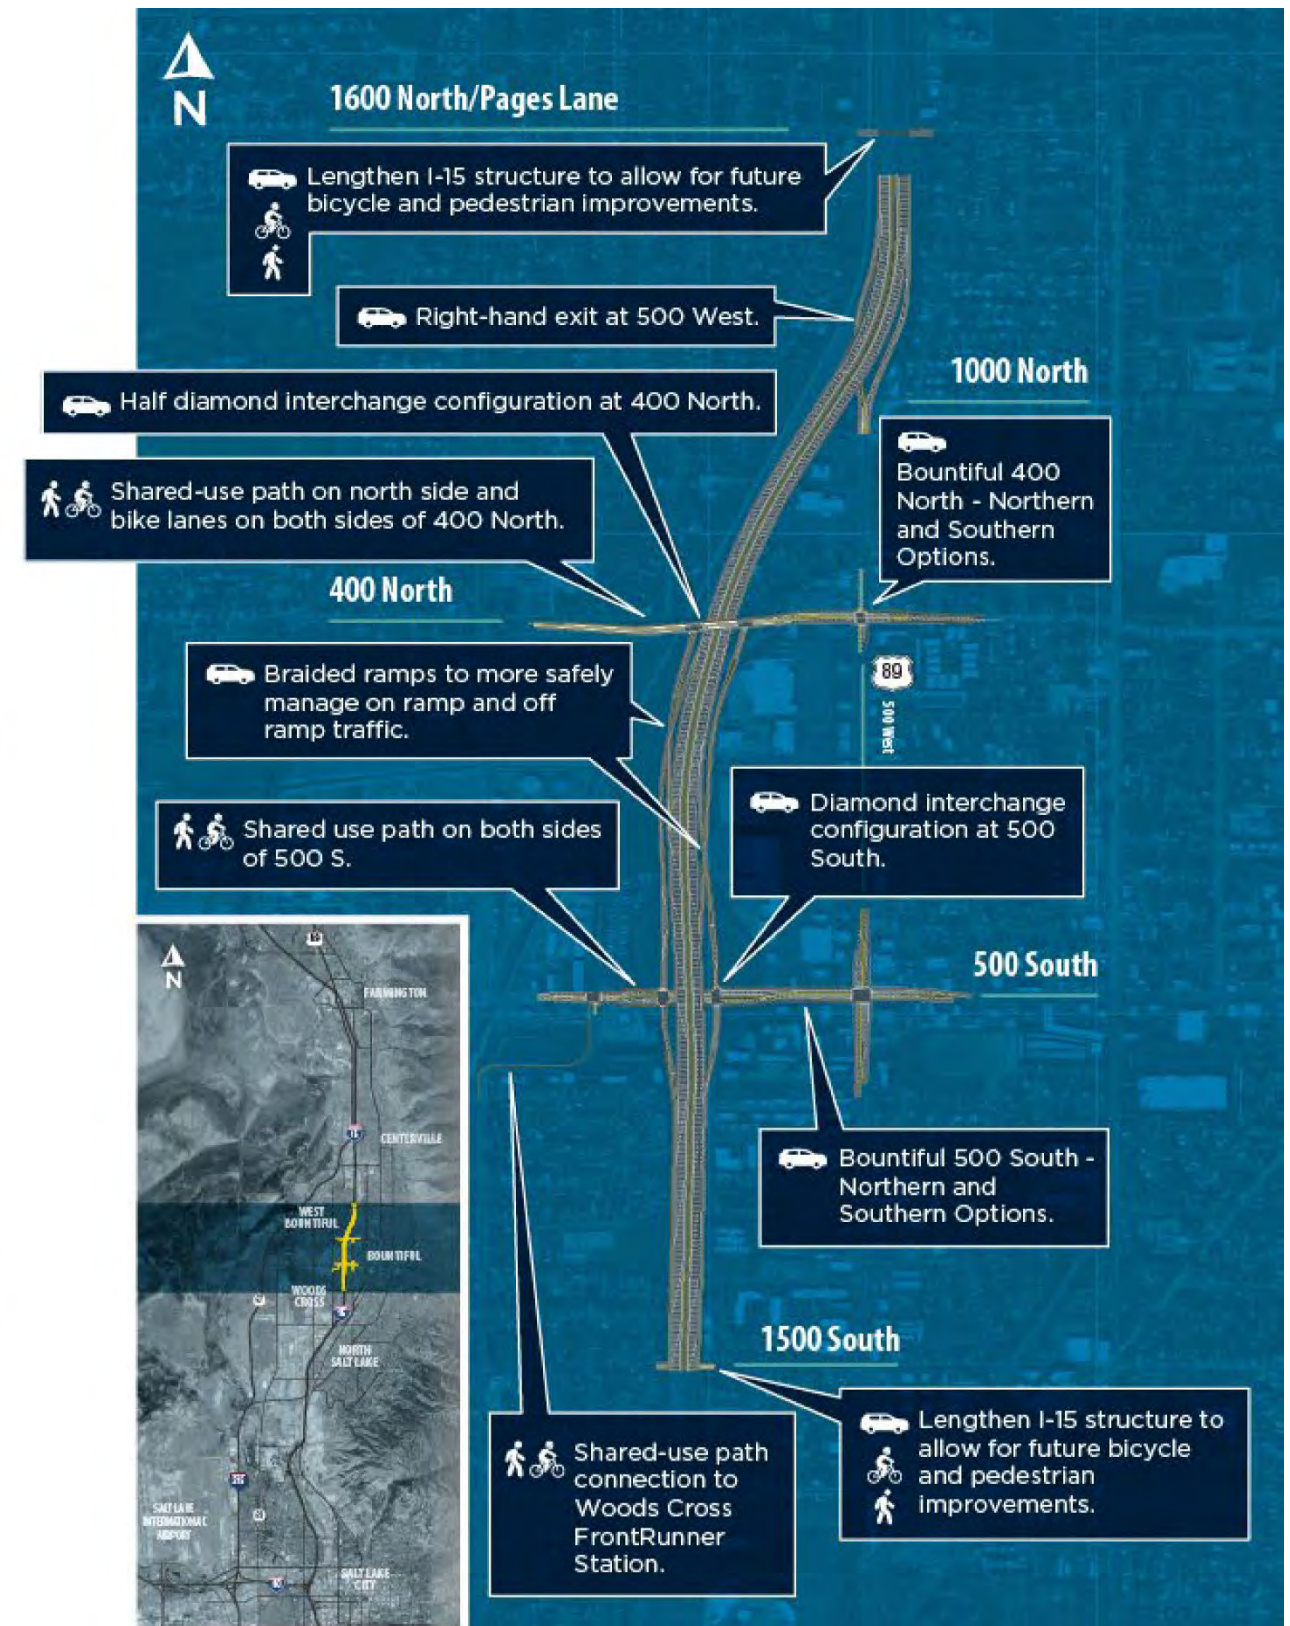 N
1600 North/Pages Lane
Lengthen I-15 structure to allow for future
bicycle and pedestrian improvements.
Right-hand exit at 500 West.
1000 North
Half diamond interchange configuration at 400 North.
Bountiful 400
North - Northern
and Southern
Options.
Shared-use path on north side and
bike lanes on both sides of 400 North.
400 North
89
500 West
Braided ramps to more safely
manage on ramp and off
ramp traffic.
Diamond interchange
configuration at 500
South.
Shared use path on both sides
of 500 S.
500 South
Bountiful 500 South -
Northern and
Southern Options.
1500 South
Lengthen I-15 structure to
allow for future bicycle
and pedestrian
improvements.
Shared-use path
connection to
Woods Cross
FrontRunner
Station.
N
FARMINGTON
15
CENTERVILLE
WEST
BOUNTIFUL
BOUNTIFUL
WOODS
CROSS
NORTH
SALT LAKE
SALT LAKE
INTERNATIONAL
AIRPORT
SALT LAKE
CITY